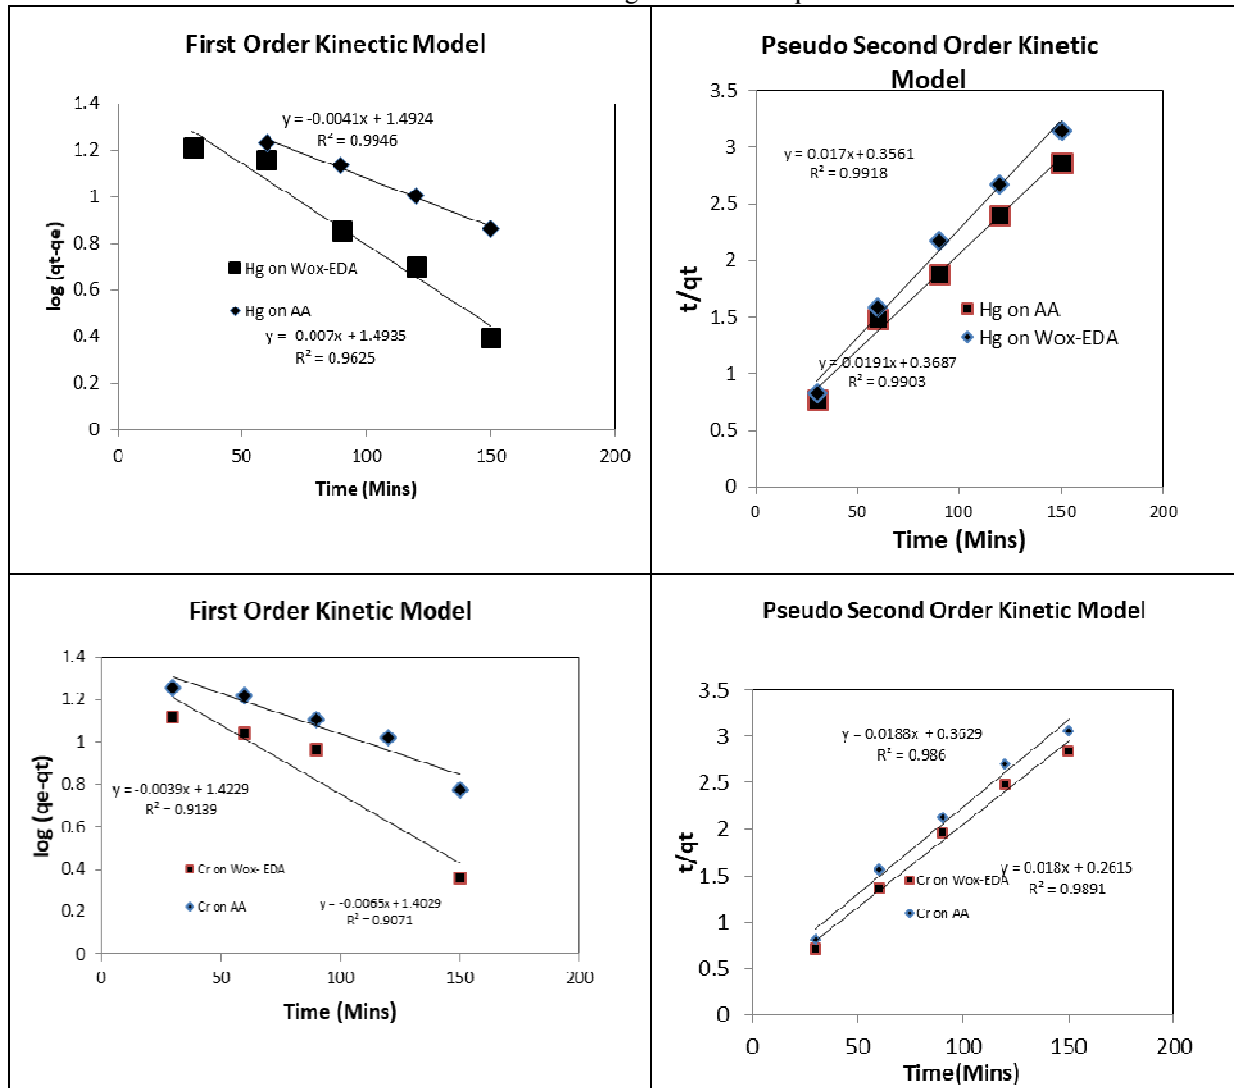 First Order Kinectic Model
1.4
1.2
1
0.8
0.6
0.4
0.2
0
log (qt-qe)
y = -0.0041x + 1.4924
R² = 0.9946
Hg on Wox-EDA
Hg on AA
y = 0.007x + 1.4935
R² = 0.9625
0 50 100 150 200
Time (Mins)
Pseudo Second Order Kinetic
Model
3.5
3
2.5
2
1.5
1
0.5
0
t/qt
y = 0.017x + 0.3561
R² = 0.9918
Hg on AA
Hg on Wox-EDA
y = 0.0191x + 0.3687
R² = 0.9903
0 50 100 150 200
Time (Mins)
First Order Kinetic Model
1.4
1.2
1
0.8
0.6
0.4
0.2
0
log (qe-qt)
y = -0.0039x + 1.4229
R² = 0.9139
Cr on Wox- EDA
Cr on AA
y = -0.0065x + 1.4029
R² = 0.9071
0 50 100 150 200
Time (Mins)
Pseudo Second Order Kinetic Model
3.5
3
2.5
2
1.5
1
0.5
0
t/qt
y = 0.0188x + 0.3629
R² = 0.986
y = 0.018x + 0.2615
R² = 0.9891
Cr on Wox-EDA
Cr on AA
0 50 100 150 200
Time(Mins)